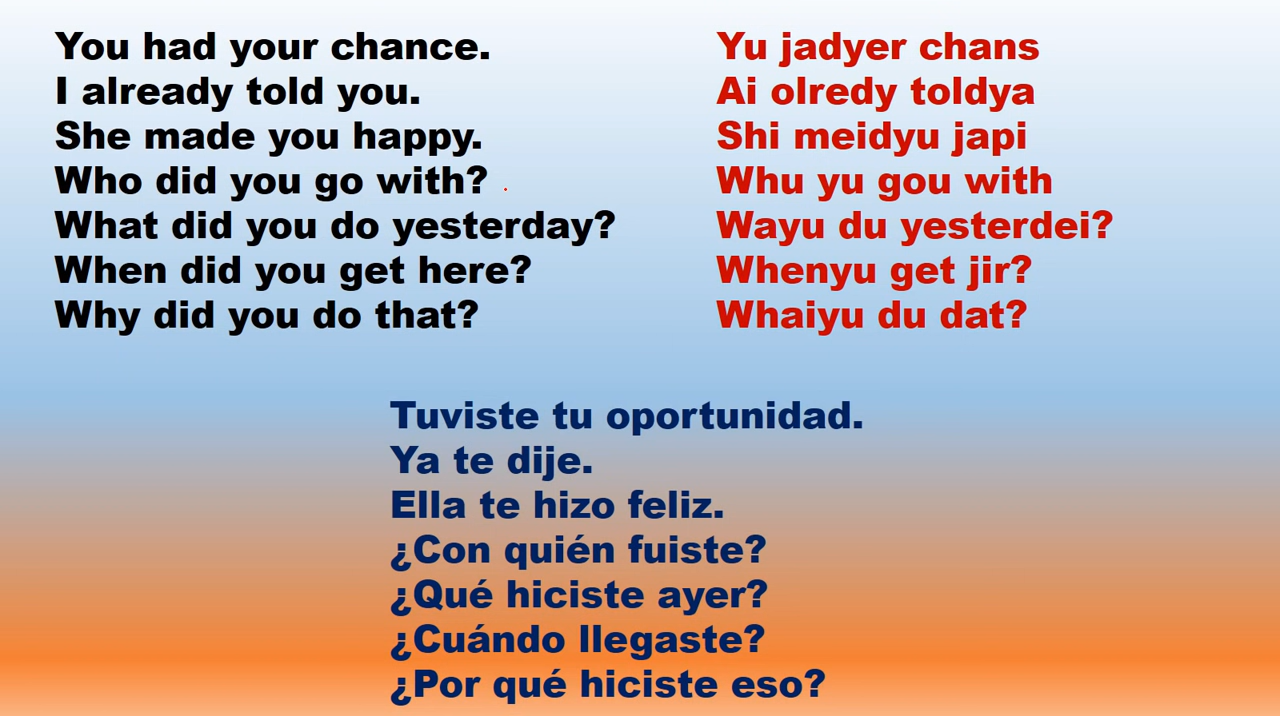 You had your chance.
I already told you.
She made you happy.
Who did you go with?
What did you do yesterday?
When did you get here?
Why did you do that?
Yu jadyer chans
Ai olredy toldya
Shi meidyu japi
Whu yu gou with
Wayu du yesterdei?
Whenyu get jir?
Whaiyu du dat?
Tuviste tu oportunidad.
Ya te dije.
Ella te hizo feliz.
¿Con quién fuiste?
¿Qué hiciste ayer?
¿Cuándo llegaste?
¿Por qué hiciste eso?